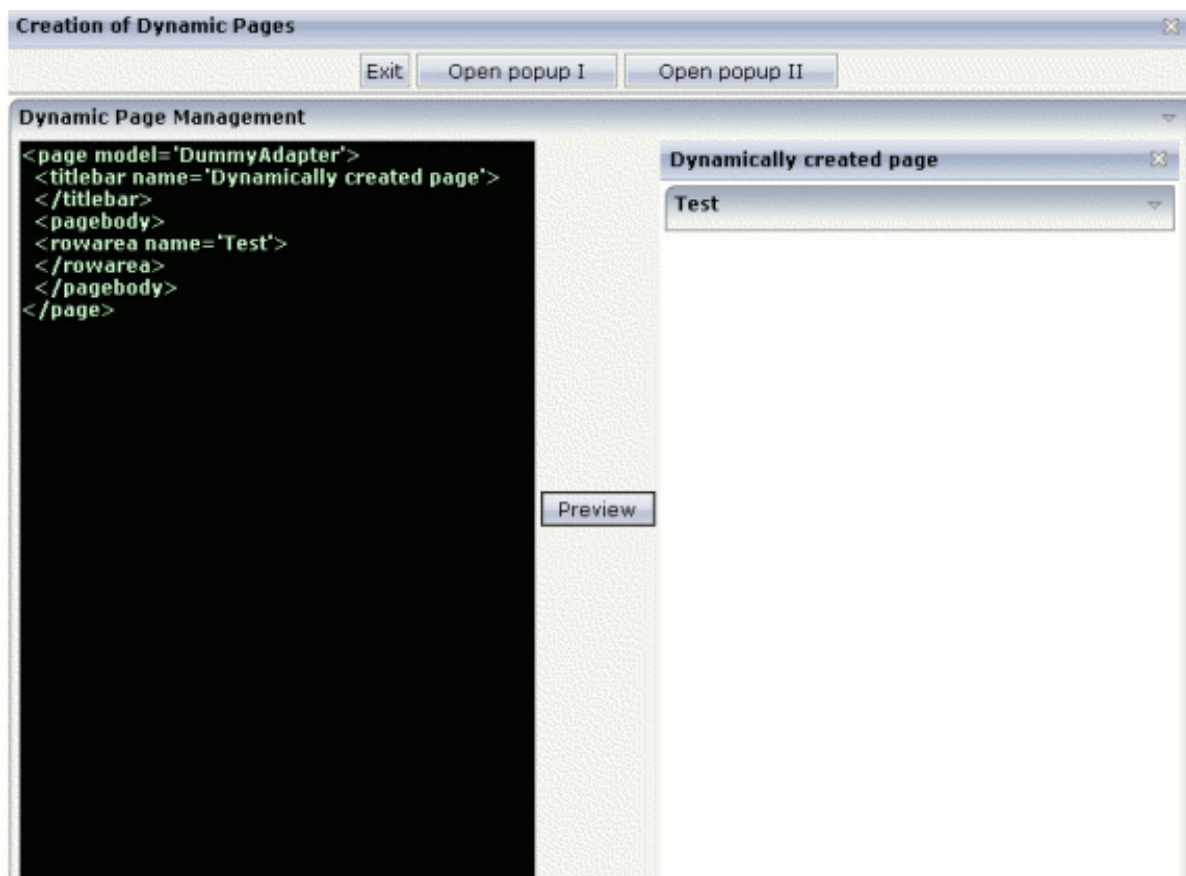 Creation of Dynamic Pages
Exit Open popup I Open popup II
Dynamic Page Management
<page model='DummyAdapter'>
<titlebar name='Dynamically created page'>
</titlebar>
<pagebody>
<rowarea name='Test'>
</rowarea>
</pagebody>
</page>
Preview
Dynamically created page
Test